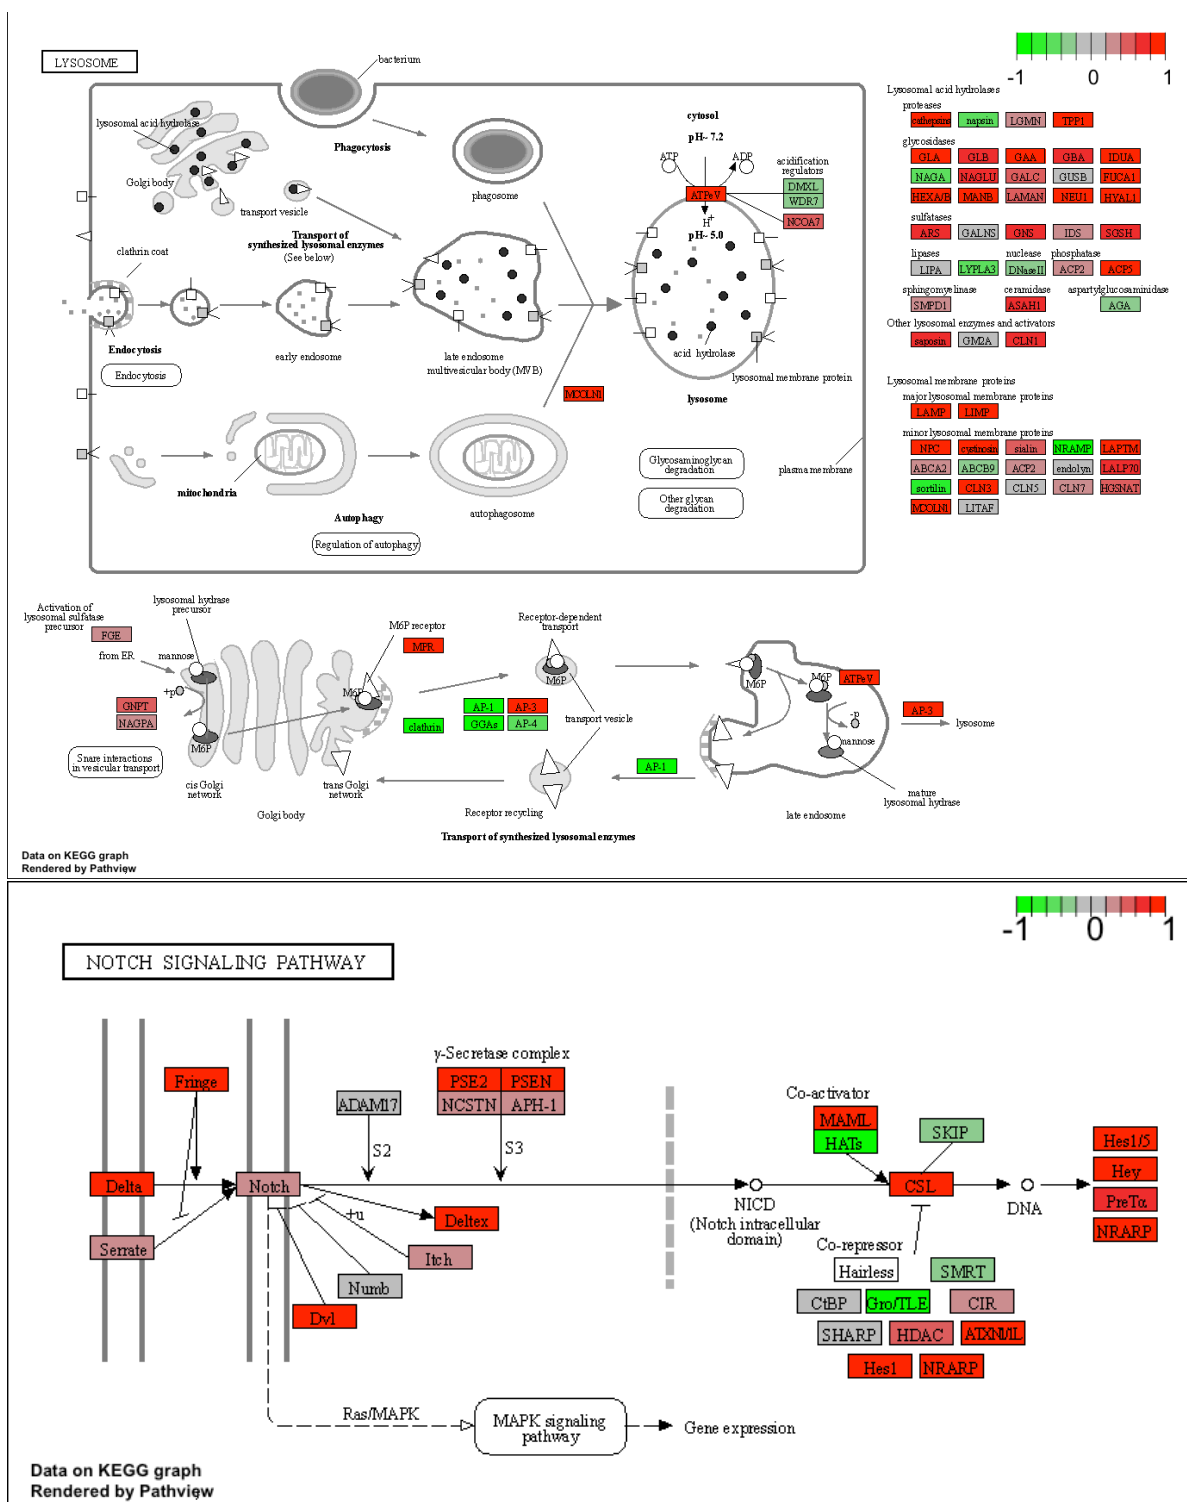 LYSOSOME
bacterium
-1 0 1
lysosomal acid hydrolase
Golgi body
transport vesicle
Phagocytosis
phagosome
cytosol
pH~ 7.2
ATP
ADP
ATPeV
H+
pH~ 5.0
acidification
regulators
DMXL
WDR7
NCOA7
Transport of
synthesized lysosomal enzymes
(See below)
clathrin coat
Endocytosis
Endocytosis
early endosome
late endosome
multivesicular body (MVB)
acid hydrolase
lysosomal membrane protein
lysosome
MCOLN1
mitochondria
Autophagy
Regulation of autophagy
autophagosome
Glycosaminoglycan
degradation
Other glycan
degradation
plasma membrane
Lysosomal acid hydrolases
proteases
cathepsins napsin LGMN TPP1
glycosidases
GLA GLB GAA GBA IDUA
NAGA NAGLU GALC GUSB FUCA1
HEXA/B MANB LAMAN NEU1 HYAL1
sulfatases
ARS GALNS GNS IDS SGSH
lipases nuclease phosphatase
LIPA LYPLA3 DNaseII ACP2 ACP5
sphingomyelinase ceramidase aspartylglucosaminidase
SMPD1 ASAH1 AGA
Other lysosomal enzymes and activators
saposin GM2A CLN1
Lysosomal membrane proteins
major lysosomal membrane proteins
LAMP LIMP
minor lysosomal membrane proteins
NPC cystinosin sialin NRAMP LAPTM
ABCA2 ABCB9 ACP2 endolyn LALP70
sortilin CLN3 CLN5 CLN7 HGSNAT
MCOLN1 LITAF
Activation of
lysosomal sulfatase
precursor
FGE
lysosomal hydrase
precursor
from ER
mannose
+p
GNPT
NAGPA
M6P
Snare interactions
in vesicular transport
cis Golgi
network
Golgi body
trans Golgi
network
M6P
M6P receptor
MPR
clathrin
AP-1 AP-3
GGAs AP-4
Receptor-dependent
transport
M6P
transport vesicle
Receptor recycling
AP-1
M6P
M6P
ATPeV
-p
mannose
AP-3
lysosome
mature
lysosomal hydrase
late endosome
Transport of synthesized lysosomal enzymes
Data on KEGG graph
Rendered by Pathview
-1 0 1
NOTCH SIGNALING PATHWAY
Fringe
Delta
Serrate
Notch
ADAM17
S2
γ-Secretase complex
PSE2 PSEN
NCSTN APH-1
S3
+u
Deltex
Itch
Numb
Dvl
NICD
(Notch intracellular
domain)
Co-activator
MAML
HATs
SKIP
CSL
DNA
Hes1/5
Hey
PreTα
NRARP
Co-repressor
Hairless SMRT
CtBP Gro/TLE CIR
SHARP HDAC ATXN1/1L
Hes1 NRARP
Ras/MAPK
MAPK signaling
pathway
Gene expression
Data on KEGG graph
Rendered by Pathview